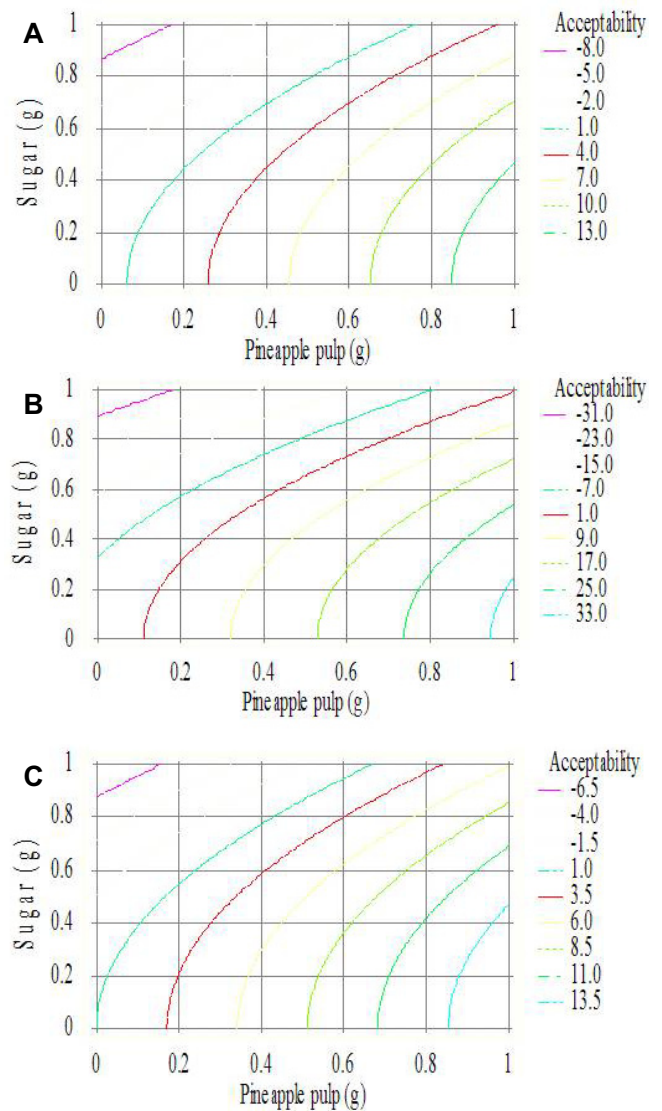 A
Acceptability
-8.0
-5.0
-2.0
1.0
4.0
7.0
10.0
13.0
Sugar (g)
1
0.8
0.6
0.4
0.2
0
0 0.2 0.4 0.6 0.8 1
Pineapple pulp (g)
B
Acceptability
-31.0
-23.0
-15.0
-7.0
1.0
9.0
17.0
25.0
33.0
Sugar (g)
1
0.8
0.6
0.4
0.2
0
0 0.2 0.4 0.6 0.8 1
Pineapple pulp (g)
C
Acceptability
-6.5
-4.0
-1.5
1.0
3.5
6.0
8.5
11.0
13.5
Sugar (g)
1
0.8
0.6
0.4
0.2
0
0 0.2 0.4 0.6 0.8 1
Pineapple pulp (g)